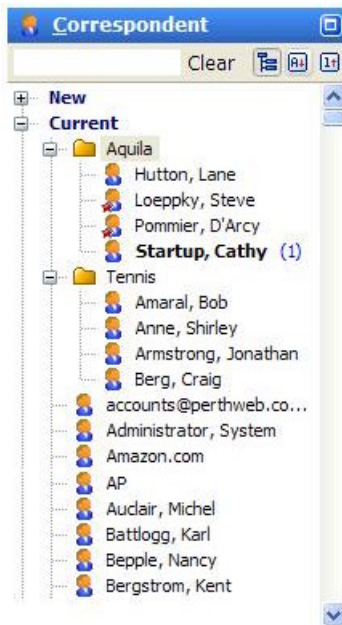 Correspondent
Clear
New
Current
Aquila
Hutton, Lane
Loeppky, Steve
Pommier, D'Arcy
Startup, Cathy (1)
Tennis
Amaral, Bob
Anne, Shirley
Armstrong, Jonathan
Berg, Craig
accounts@perthweb.co...
Administrator, System
Amazon.com
AP
Auclair, Michel
Battlogg, Karl
Bepple, Nancy
Bergstrom, Kent